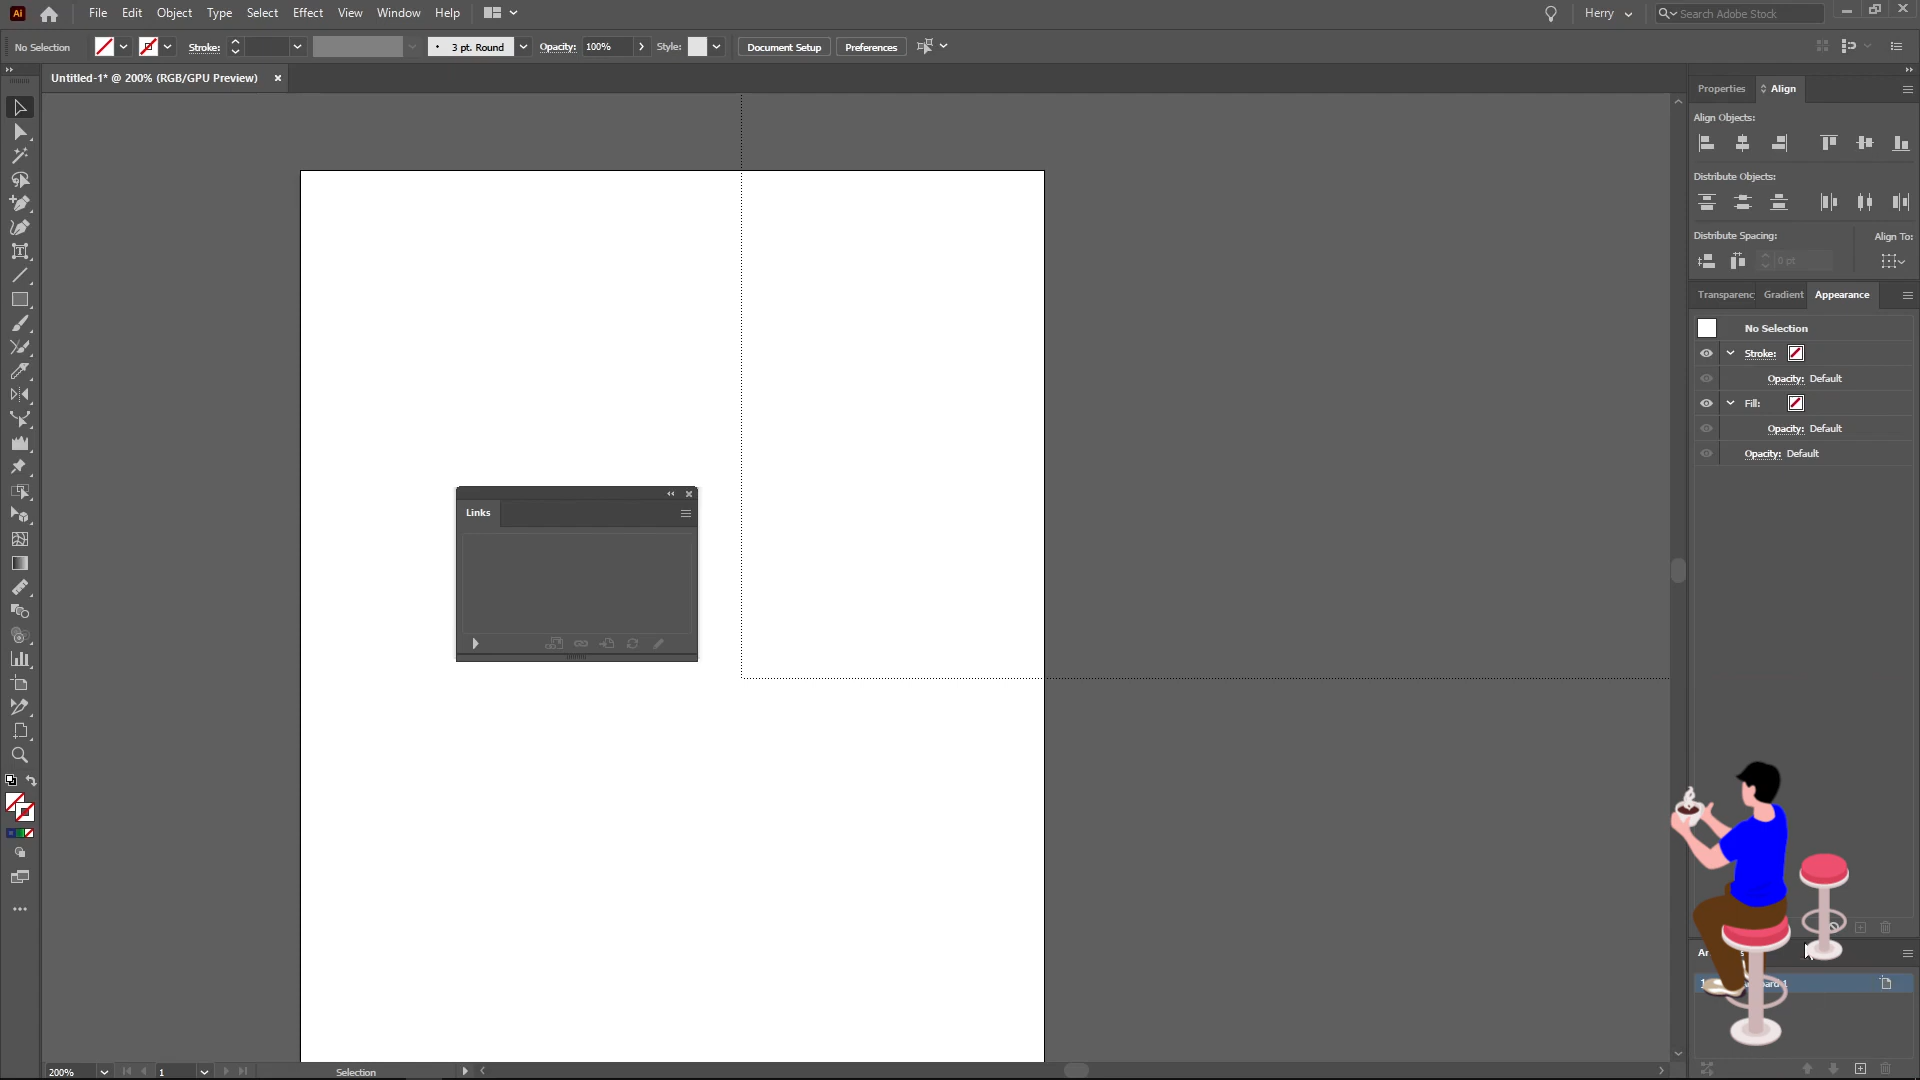 Ai File Edit Object Type Select Effect View Window Help Herry Search Adobe Stock
No Selection Stroke: 3 pt. Round Opacity: 100% Style: Document Setup Preferences
Untitled-1* @ 200% (RGB/GPU Preview)
Properties Align
Align Objects:
Distribute Objects:
Distribute Spacing: Align To:
0 pt
Transparenc Gradient Appearance
No Selection
Stroke:
Opacity: Default
Fill:
Opacity: Default
Opacity: Default
Links
1
200% 1 Selection